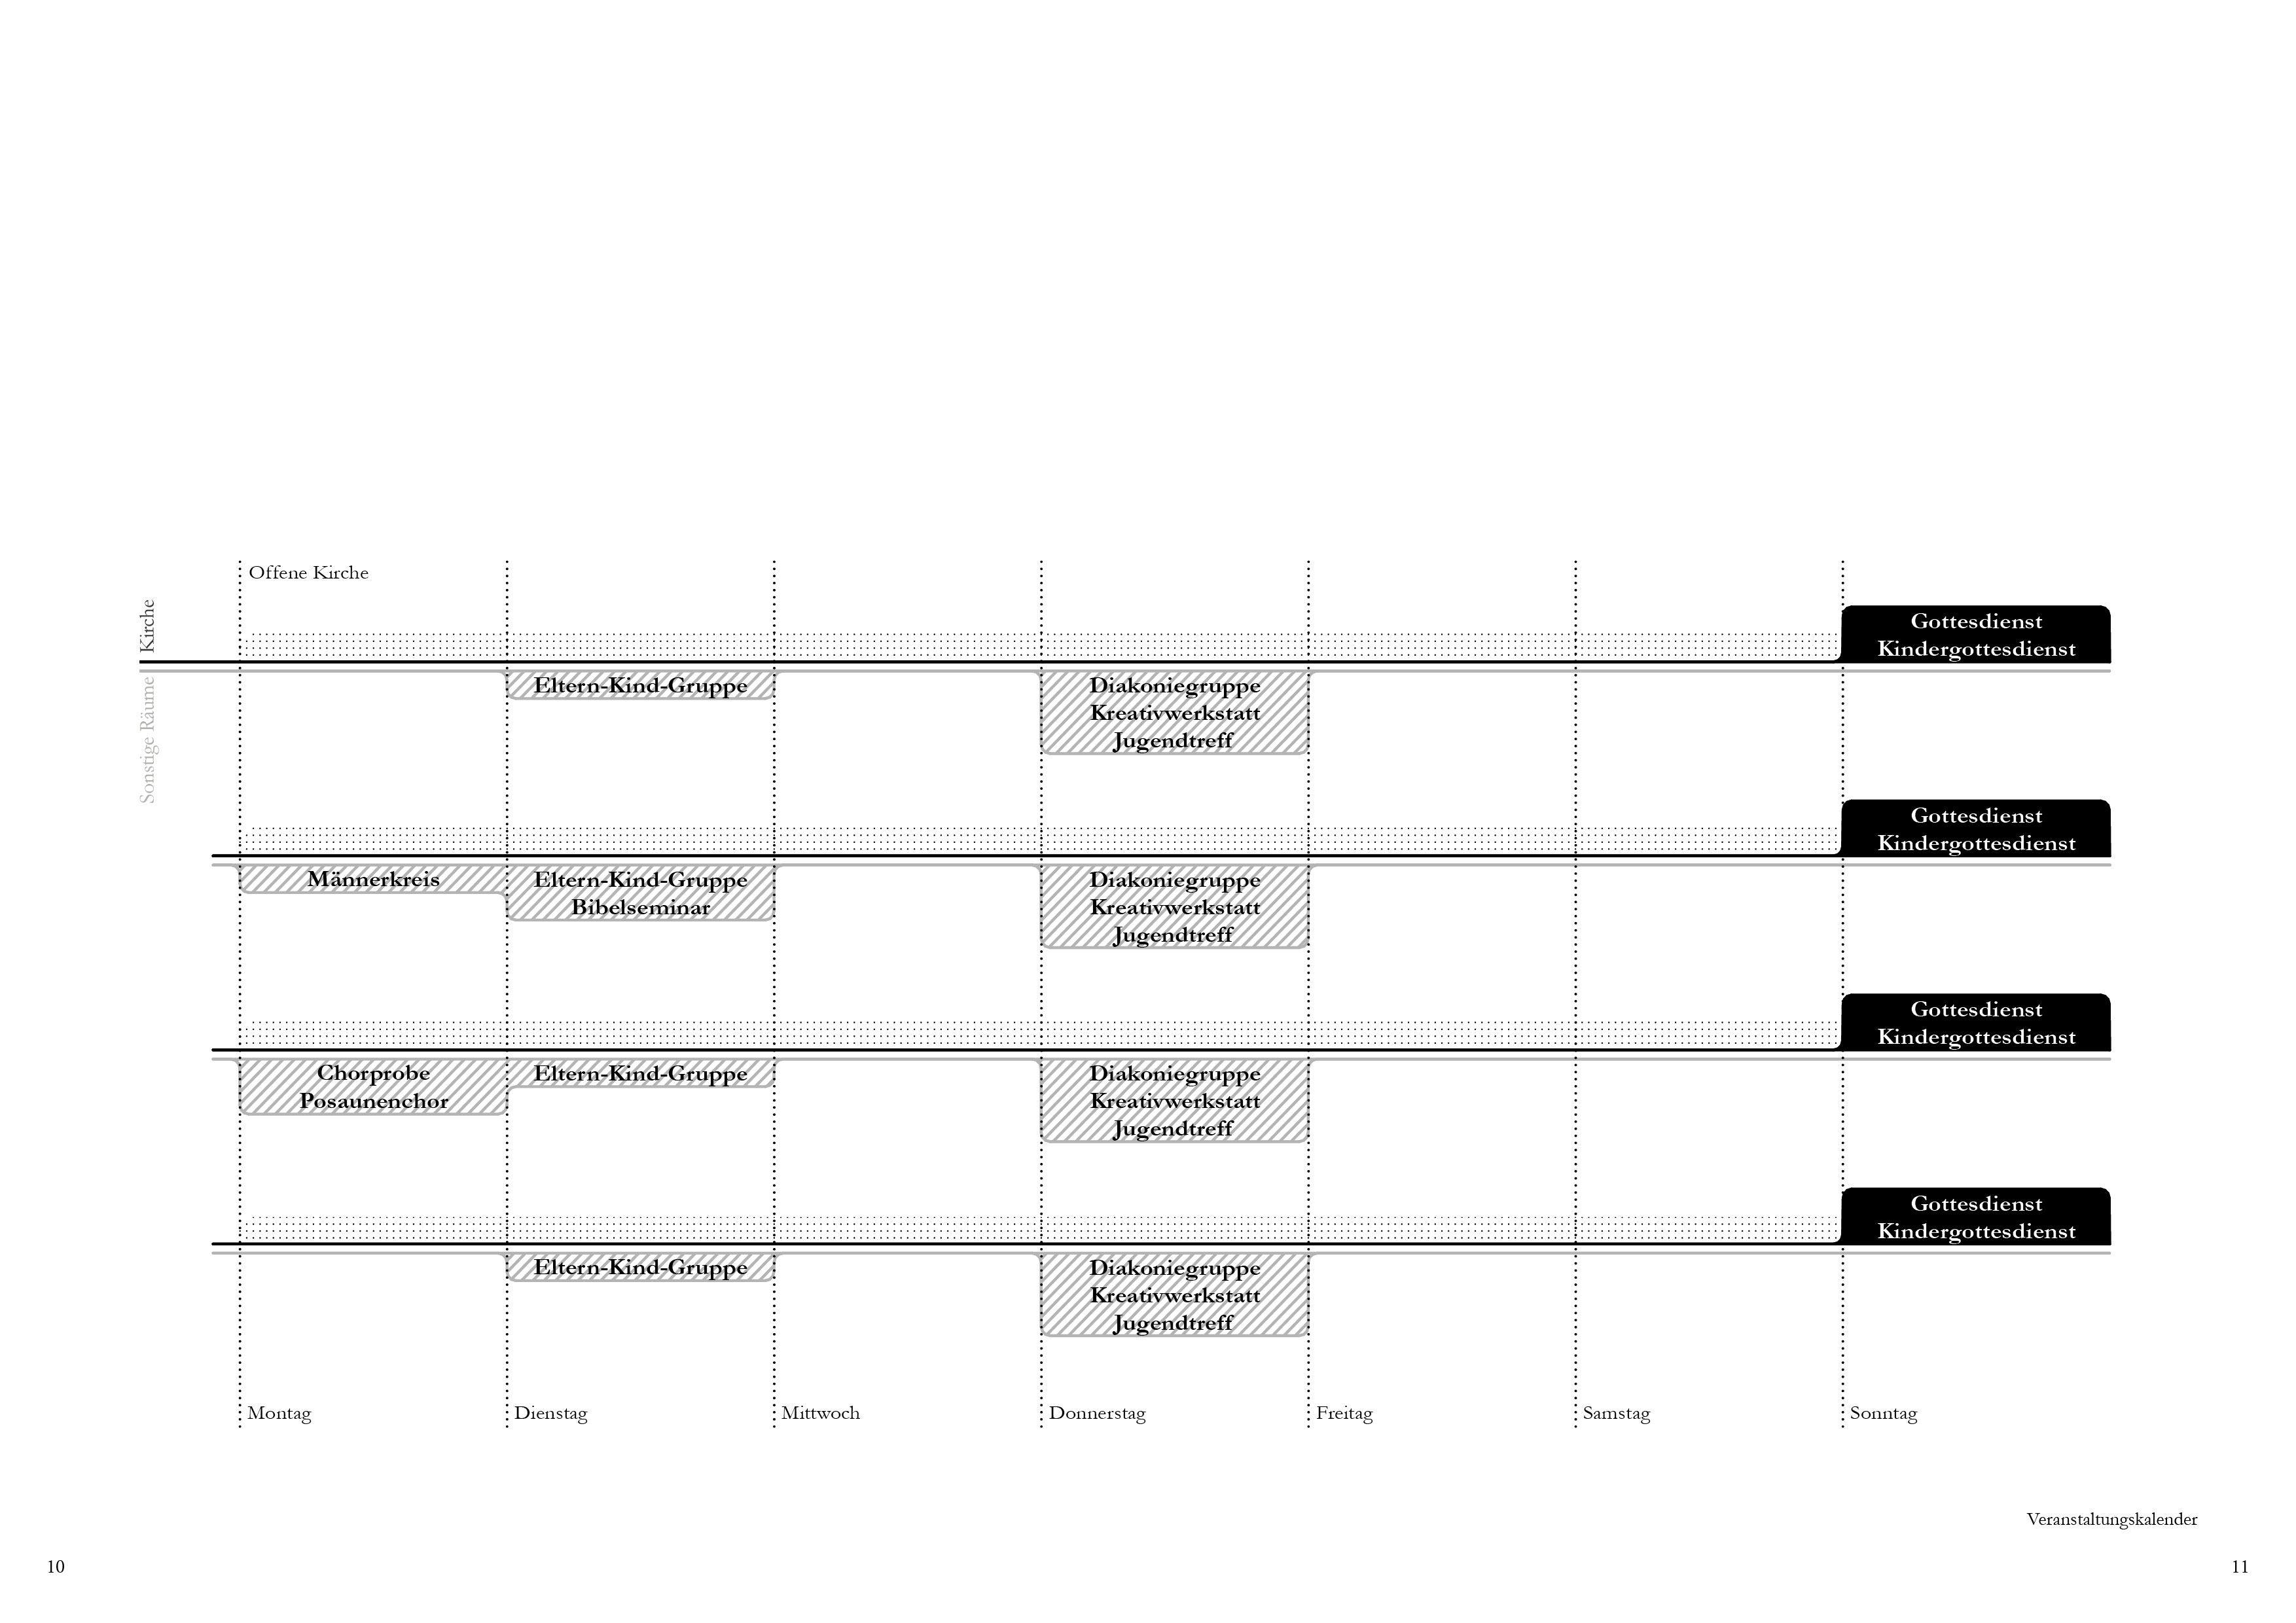 Offene Kirche
Kirche
Sonstige Räume
Gottesdienst
Kindergottesdienst
Eltern-Kind-Gruppe
Diakoniegruppe
Kreativwerkstatt
Jugendtreff
Gottesdienst
Kindergottesdienst
Männerkreis
Eltern-Kind-Gruppe
Bibelseminar
Diakoniegruppe
Kreativwerkstatt
Jugendtreff
Gottesdienst
Kindergottesdienst
Chorprobe
Posaunenchor
Eltern-Kind-Gruppe
Diakoniegruppe
Kreativwerkstatt
Jugendtreff
Gottesdienst
Kindergottesdienst
Eltern-Kind-Gruppe
Diakoniegruppe
Kreativwerkstatt
Jugendtreff
Montag
Dienstag
Mittwoch
Donnerstag
Freitag
Samstag
Sonntag
Veranstaltungskalender
10
11